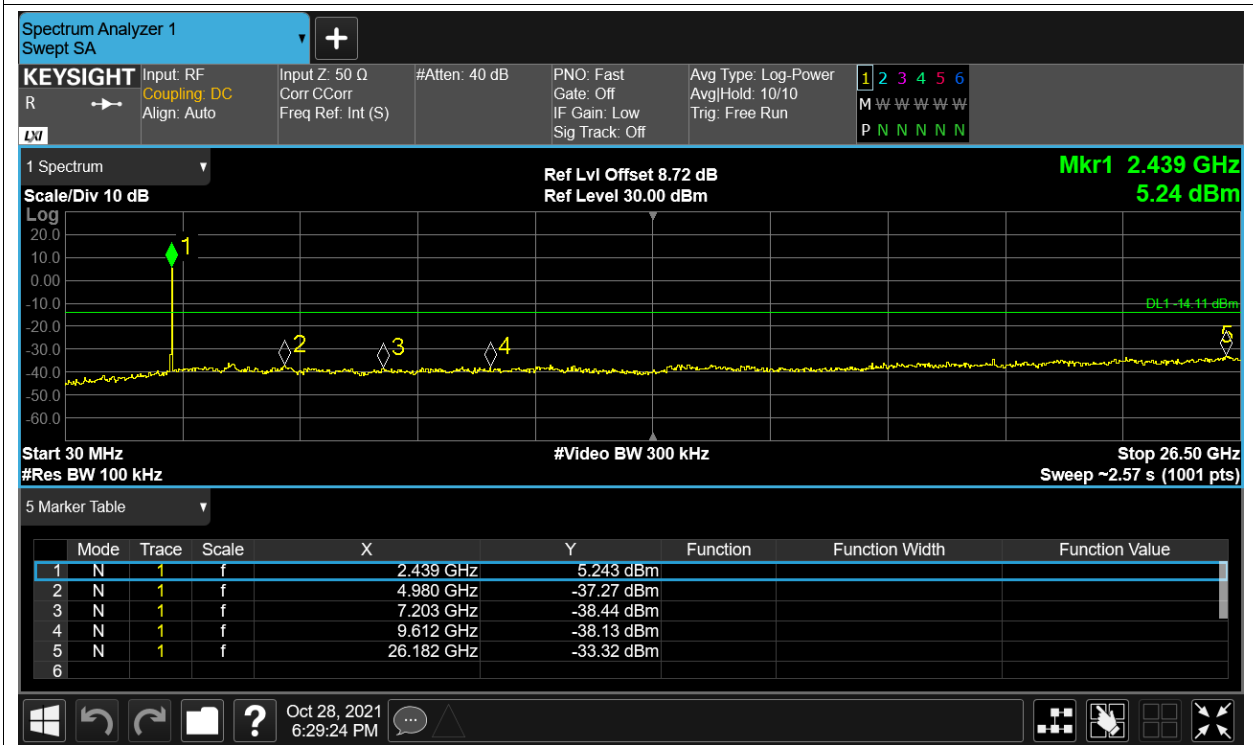 Spectrum Analyzer 1
Swept SA
KEYSIGHT
R
LXI
Input: RF
Coupling: DC
Align: Auto
Input Z: 50 Ω
Corr CCorr
Freq Ref: Int (S)
#Atten: 40 dB
PNO: Fast
Gate: Off
IF Gain: Low
Sig Track: Off
Avg Type: Log-Power
Avg|Hold: 10/10
Trig: Free Run
1 2 3 4 5 6
M W W W W W
P N N N N N
1 Spectrum
Scale/Div 10 dB
Ref Lvl Offset 8.72 dB
Ref Level 30.00 dBm
Mkr1 2.439 GHz
5.24 dBm
Log
20.0
10.0
0.00
-10.0
-20.0
-30.0
-40.0
-50.0
-60.0
1
2
3
4
5
DL1 -14.11 dBm
Start 30 MHz
#Res BW 100 kHz
#Video BW 300 kHz
Stop 26.50 GHz
Sweep ~2.57 s (1001 pts)
5 Marker Table
Mode Trace Scale X Y Function Function Width Function Value
1 N 1 f 2.439 GHz 5.243 dBm
2 N 1 f 4.980 GHz -37.27 dBm
3 N 1 f 7.203 GHz -38.44 dBm
4 N 1 f 9.612 GHz -38.13 dBm
5 N 1 f 26.182 GHz -33.32 dBm
6
?
Oct 28, 2021
6:29:24 PM